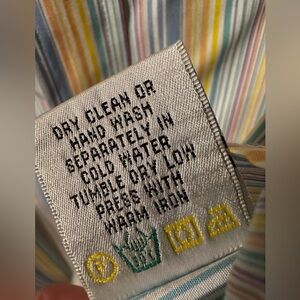 DRY CLEAN OR
HAND WASH
SEPARATELY IN
COLD WATER
TUMBLE DRY LOW
PRESS WITH
WARM IRON